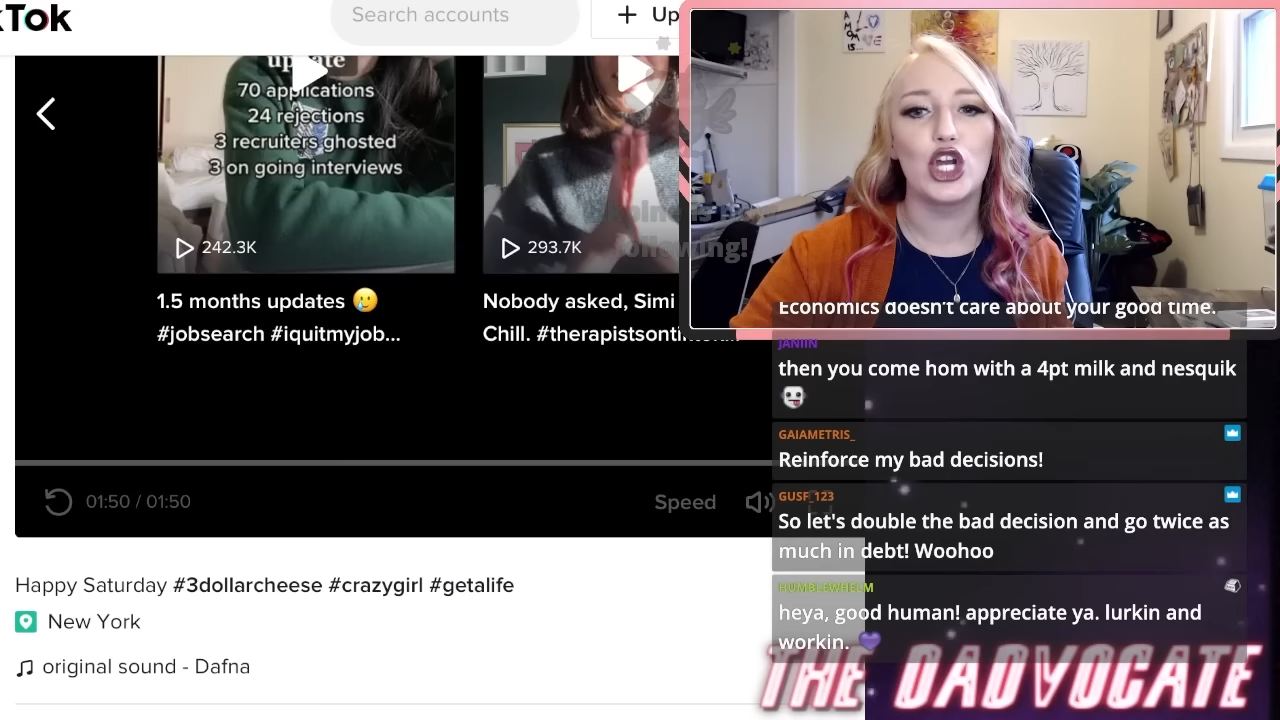 Tok
Search accounts
+ Up
update
70 applications
24 rejections
3 recruiters ghosted
3 on going interviews
242.3K
293.7K
1.5 months updates 🥲
#jobsearch #iquitmyjob...
Nobody asked, Simi
Chill.
01:50 / 01:50
Speed
Happy Saturday #3dollarcheese #crazygirl #getalife
New York
original sound - Dafna
Economics doesn't care about your good time.
JANIIN
then you come hom with a 4pt milk and nesquik
GAIAMETRIS_
Reinforce my bad decisions!
GUSF_123
So let's double the bad decision and go twice as
much in debt! Woohoo
HUMBLEWHELM
heya, good human! appreciate ya. lurkin and
workin. 💜
THE DADVOCATE